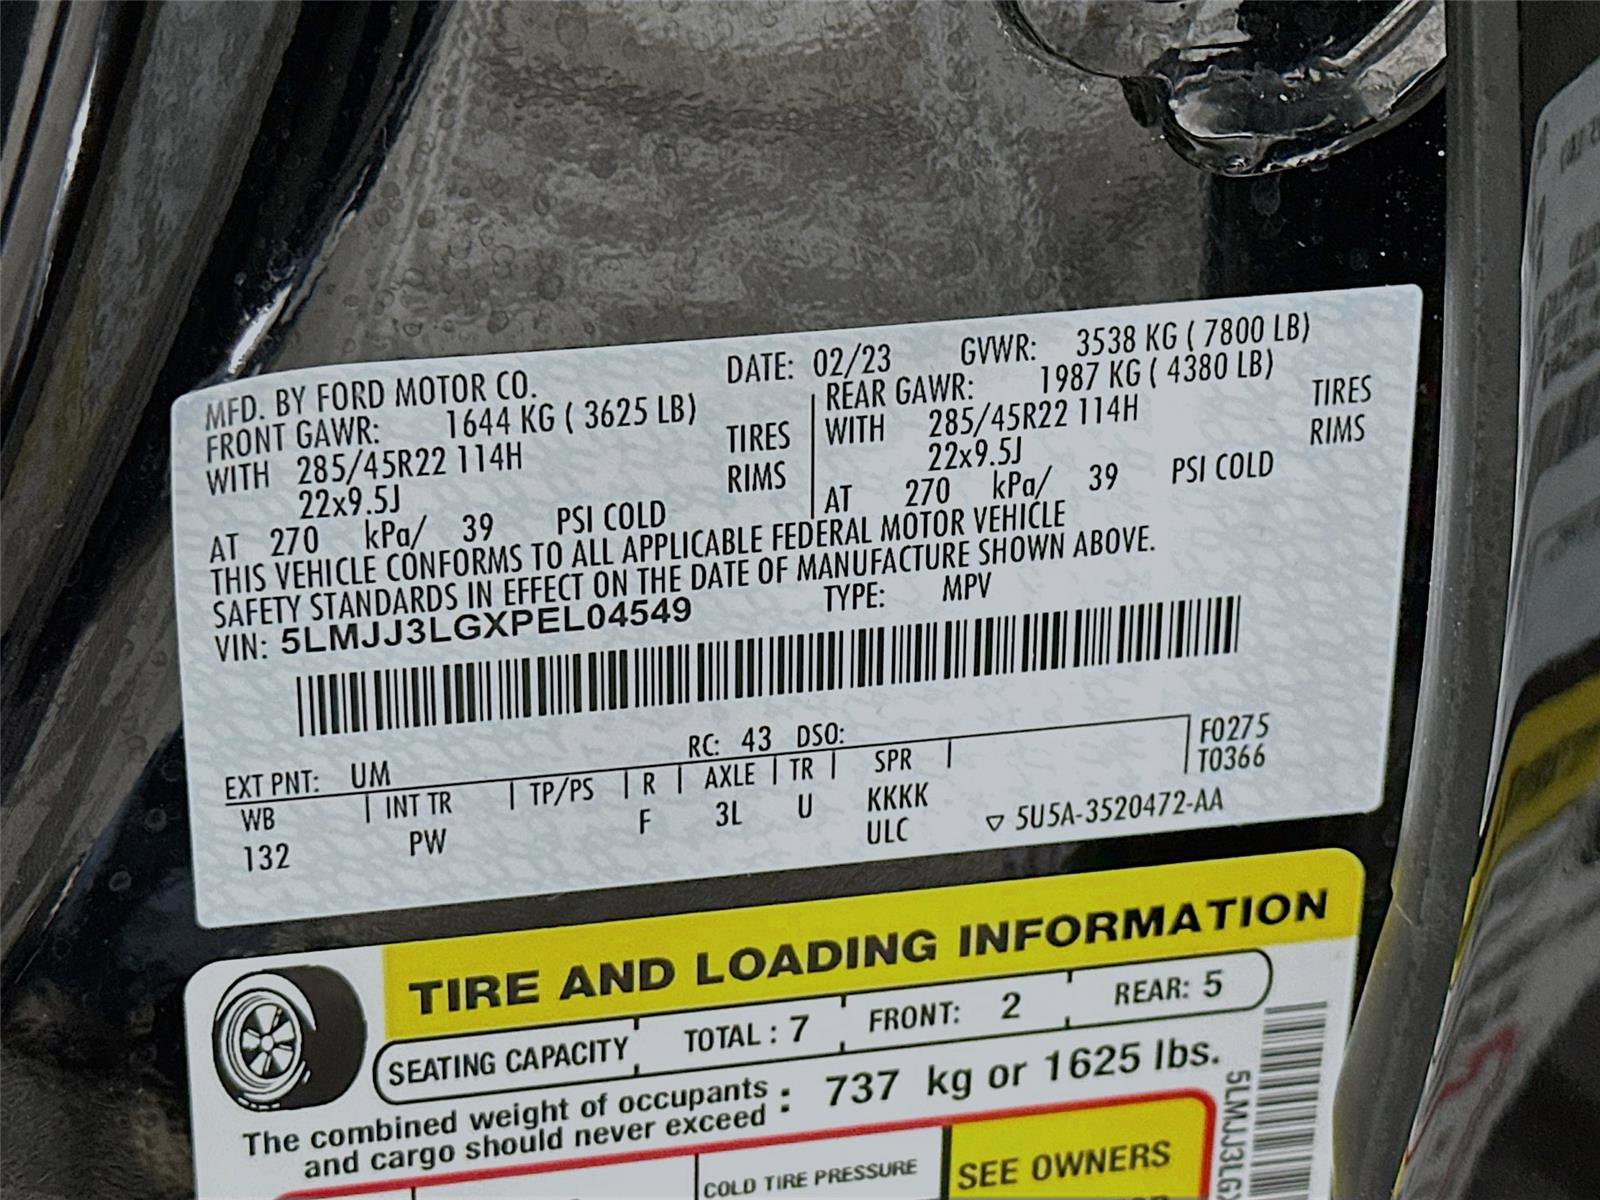 MFD. BY FORD MOTOR CO.
DATE: 02/23 GVWR: 3538 KG ( 7800 LB)
FRONT GAWR: 1644 KG ( 3625 LB)
REAR GAWR: 1987 KG ( 4380 LB)
WITH 285/45R22 114H TIRES
WITH 285/45R22 114H TIRES
22x9.5J RIMS
22x9.5J RIMS
AT 270 kPa/ 39 PSI COLD
AT 270 kPa/ 39 PSI COLD
THIS VEHICLE CONFORMS TO ALL APPLICABLE FEDERAL MOTOR VEHICLE
SAFETY STANDARDS IN EFFECT ON THE DATE OF MANUFACTURE SHOWN ABOVE.
VIN: 5LMJJ3LGXPEL04549 TYPE: MPV
EXT PNT: UM RC: 43 DSO: F0275
T0366
WB INT TR TP/PS R AXLE TR SPR
132 PW F 3L U KKKK
ULC
5U5A-3520472-AA
TIRE AND LOADING INFORMATION
SEATING CAPACITY TOTAL : 7 FRONT: 2 REAR: 5
The combined weight of occupants
and cargo should never exceed : 737 kg or 1625 lbs.
COLD TIRE PRESSURE
SEE OWNERS
5LMJJ3LG